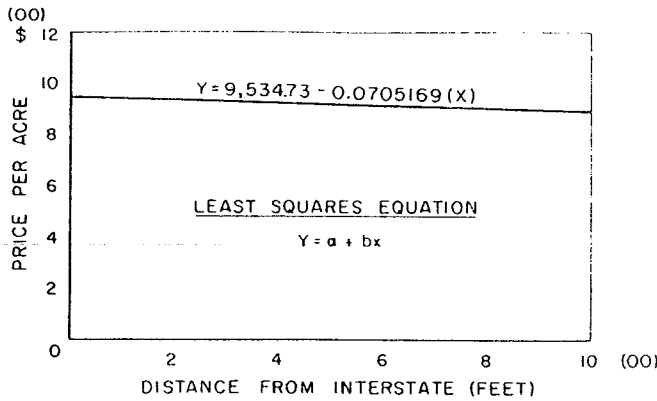 (00)
$ 12
10
8
6
4
2
0
PRICE PER ACRE
Y=9,534.73 - 0.0705169 (X)
LEAST SQUARES EQUATION
Y = a + bx
2 4 6 8 10 (00)
DISTANCE FROM INTERSTATE (FEET)